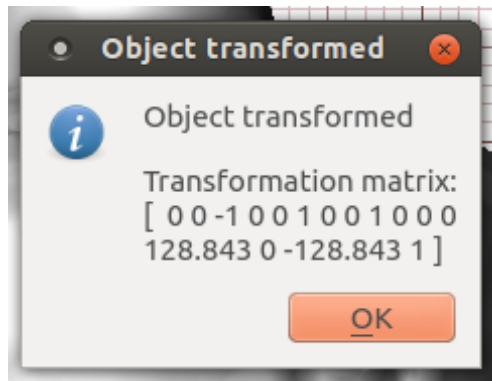 Object transformed
Object transformed
Transformation matrix:
[ 0 0 -1 0 0 1 0 0 1 0 0 0
128.843 0 -128.843 1 ]
OK